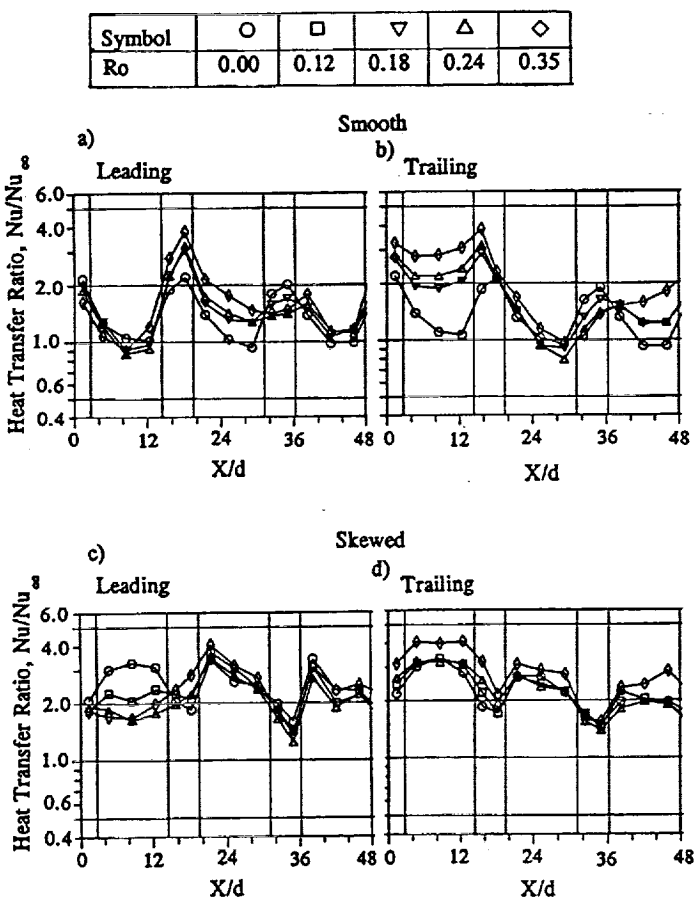 Symbol
Ro 0.00 0.12 0.18 0.24 0.35
Smooth
a) b)
Leading Trailing
Heat Transfer Ratio, Nu/Nu∞
6.0
4.0
2.0
1.0
0.6
0.4
0 12 24 36 48
X/d
0 12 24 36 48
X/d
Skewed
c) d)
Leading Trailing
Heat Transfer Ratio, Nu/Nu∞
6.0
4.0
2.0
1.0
0.6
0.4
0 12 24 36 48
X/d
0 12 24 36 48
X/d